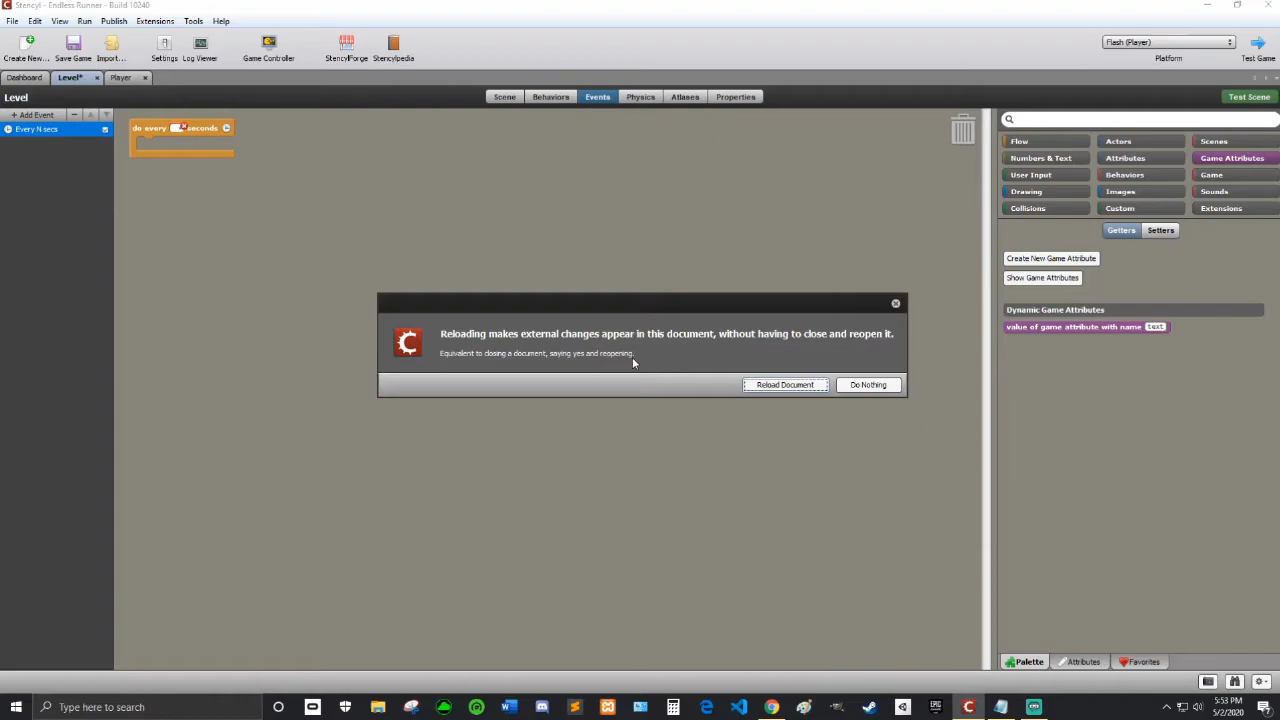 Stencyl - Endless Runner - Build 10240
File Edit View Run Publish Extensions Tools Help
Create New... Save Game Import... Settings Log Viewer Game Controller StencylForge Stencylpedia
Flash (Player)
Platform Test Game
Dashboard Level* Player
Level Scene Behaviors Events Physics Atlases Properties Test Scene
+ Add Event
Every N secs
do every seconds
Flow Actors Scenes
Numbers & Text Attributes Game Attributes
User Input Behaviors Game
Drawing Images Sounds
Collisions Custom Extensions
Getters Setters
Create New Game Attribute
Show Game Attributes
Dynamic Game Attributes
value of game attribute with name text
Reloading makes external changes appear in this document, without having to close and reopen it.
Equivalent to closing a document, saying yes and reopening.
Reload Document Do Nothing
Palette Attributes Favorites
Type here to search
5:53 PM
5/2/2020